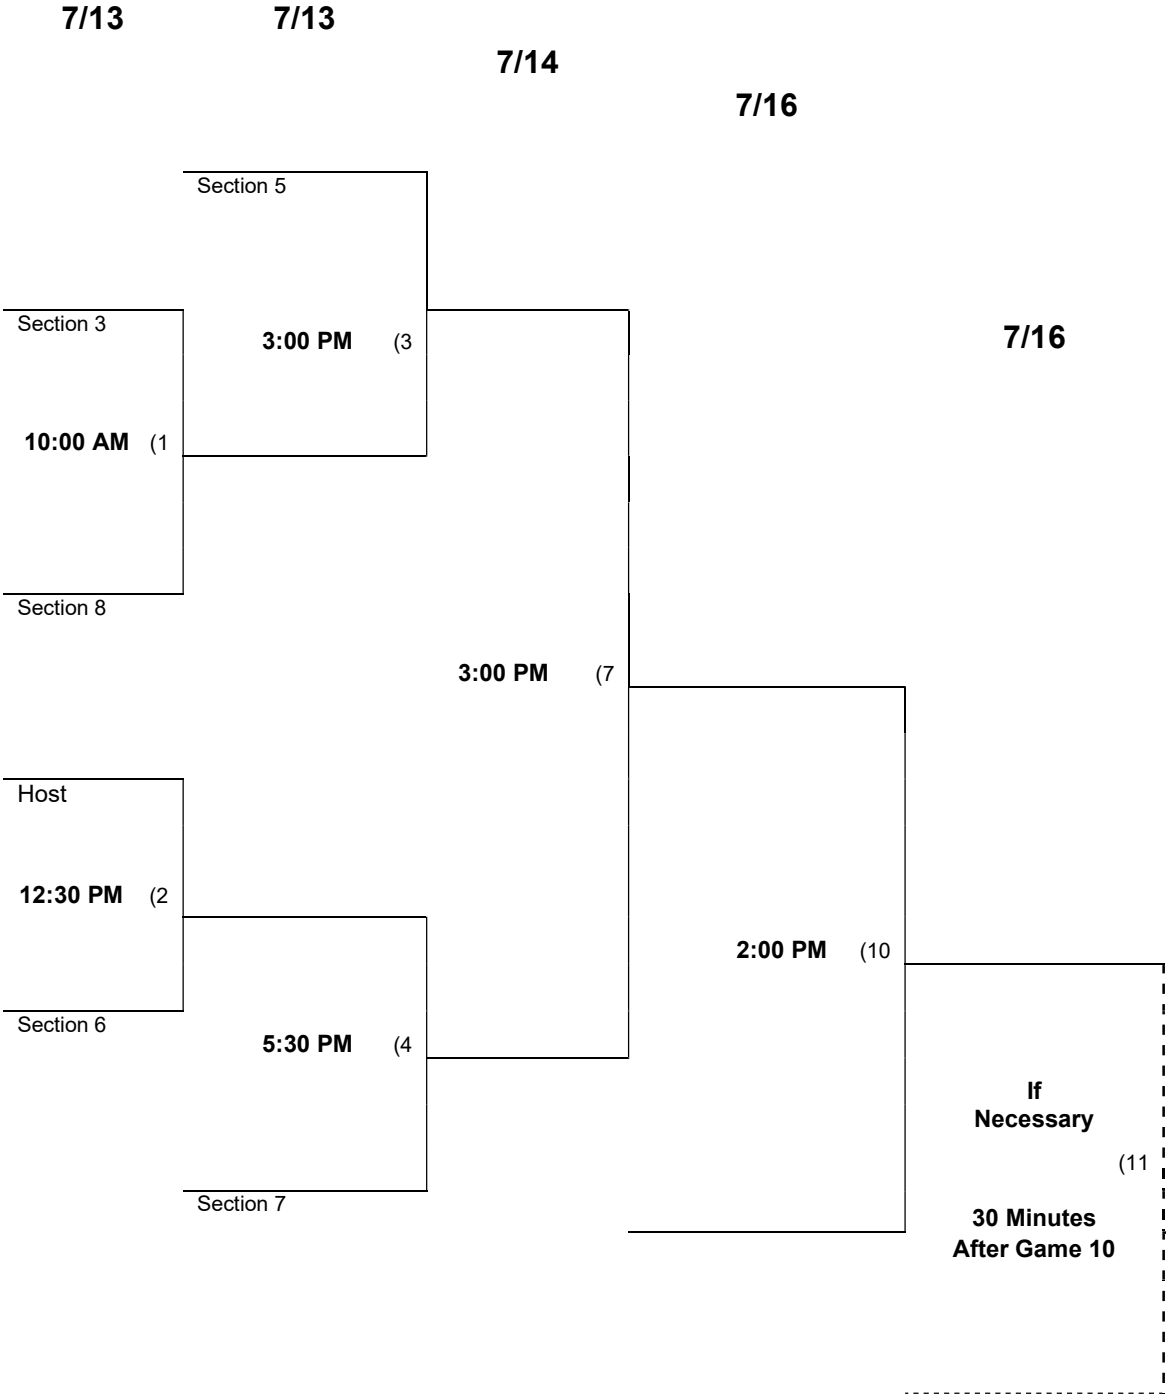 7/13 7/13
7/14
7/16
Section 5
Section 3
3:00 PM (3
7/16
10:00 AM (1
Section 8
3:00 PM (7
Host
12:30 PM (2
2:00 PM (10
Section 6
5:30 PM (4
If
Necessary
(11
Section 7
30 Minutes
After Game 10